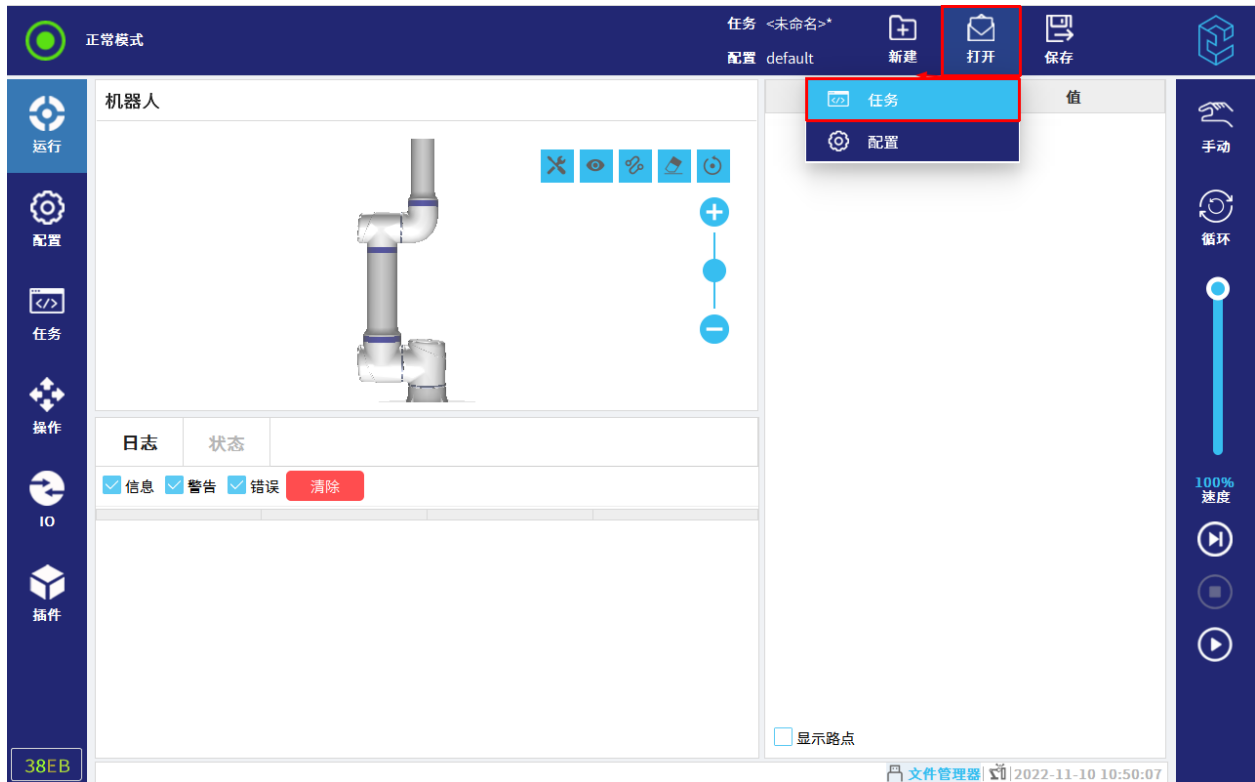 正常模式
任务 <未命名>*
配置 default
新建
打开
保存
任务
配置
运行
配置
任务
操作
IO
插件
38EB
机器人
日志
状态
信息
警告
错误
清除
值
显示路点
手动
循环
100%
速度
文件管理器
2022-11-10 10:50:07